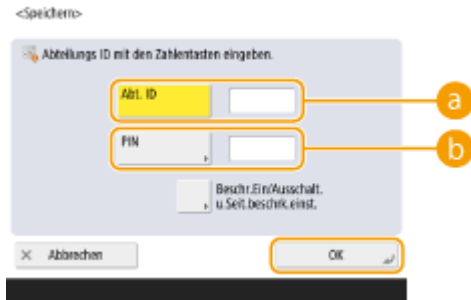 <Speichern>
Abteilungs ID mit den Zahlentasten eingeben.
Abt. ID
a
PIN
b
Beschr.Ein/Ausschalt.
u.Seit.beschrk.einst.
× Abbrechen
OK